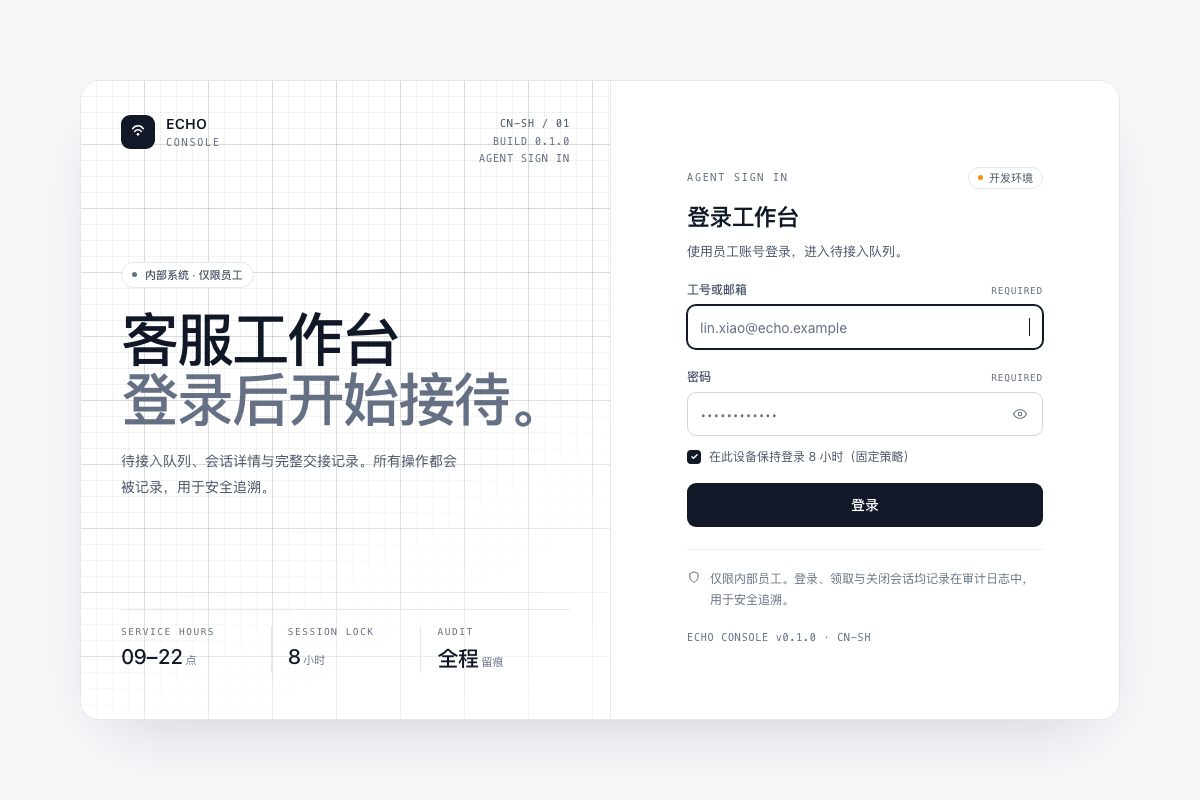 ECHO
CONSOLE
CN-SH / 01
BUILD 0.1.0
AGENT SIGN IN
内部系统 · 仅限员工
客服工作台
登录后开始接待。
待接入队列、会话详情与完整交接记录。所有操作都会
被记录，用于安全追溯。
SERVICE HOURS
09–22 点
SESSION LOCK
8 小时
AUDIT
全程 留痕
AGENT SIGN IN
开发环境
登录工作台
使用员工账号登录，进入待接入队列。
工号或邮箱
REQUIRED
lin.xiao@echo.example
密码
REQUIRED
••••••••••••
在此设备保持登录 8 小时（固定策略）
登录
仅限内部员工。登录、领取与关闭会话均记录在审计日志中，
用于安全追溯。
ECHO CONSOLE v0.1.0 · CN-SH